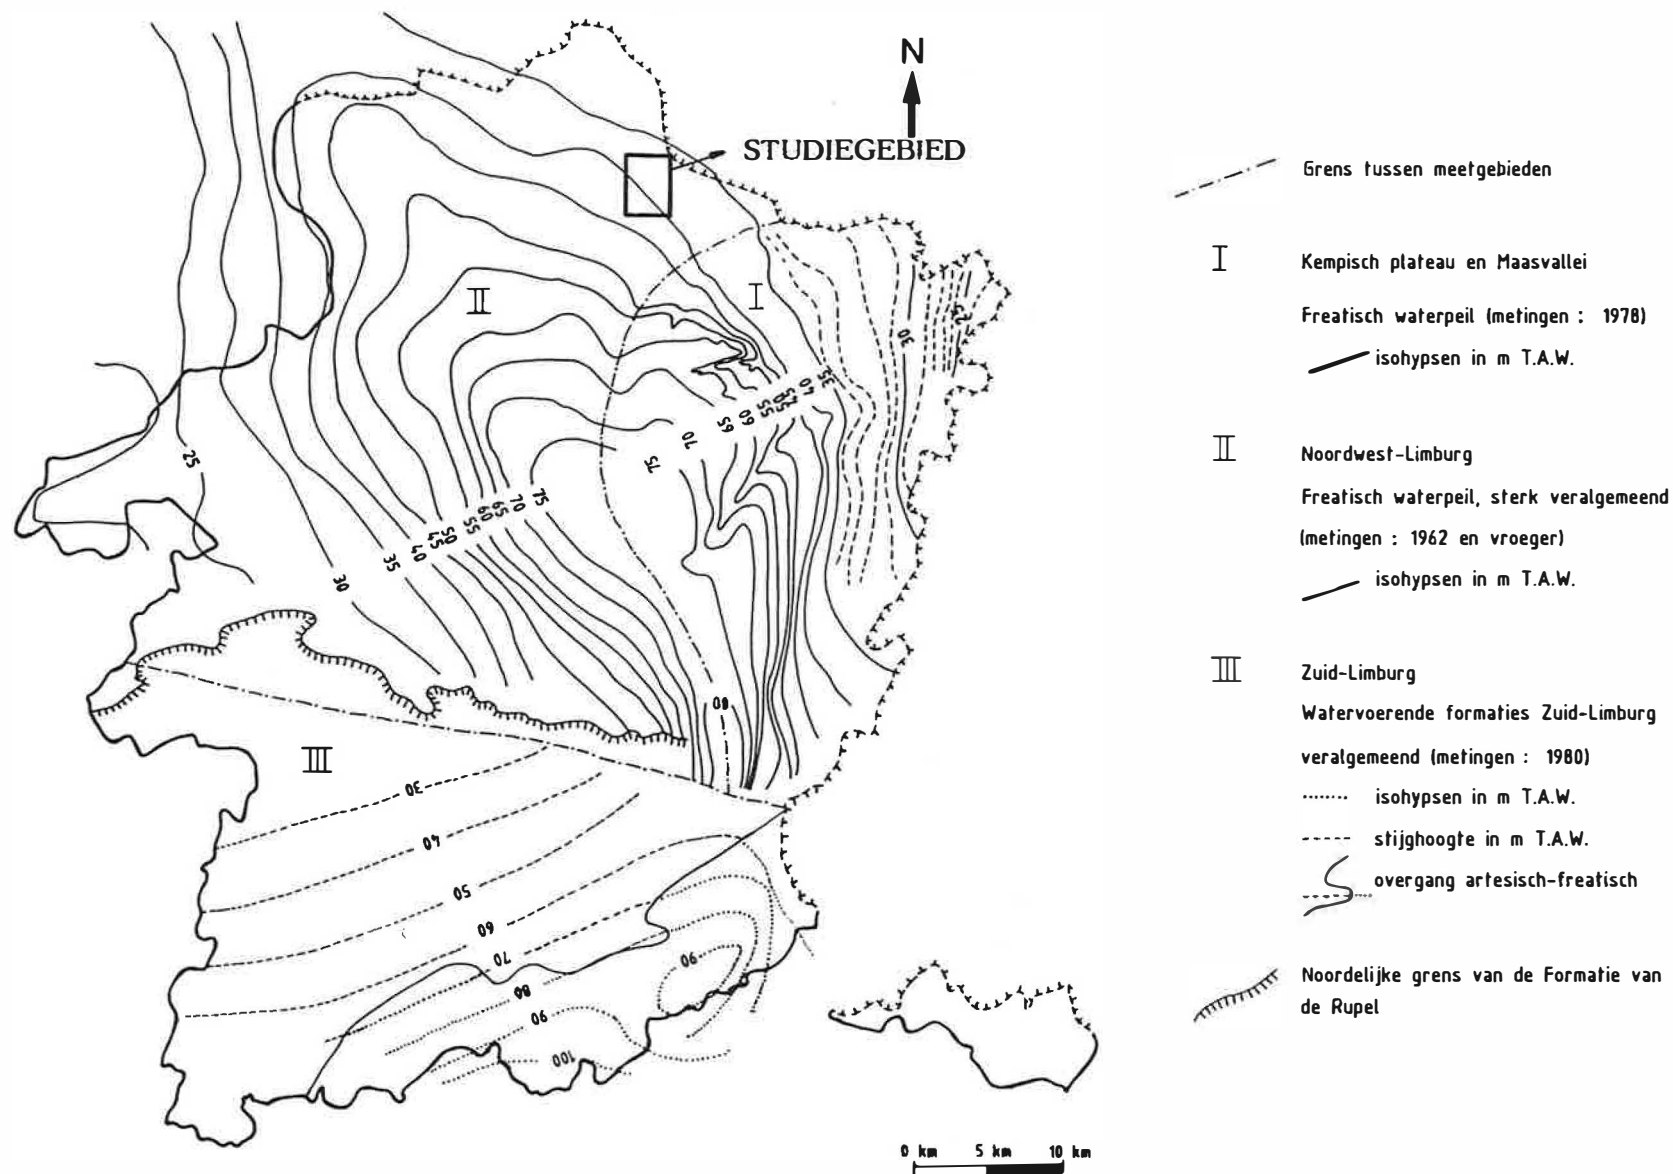 N
STUDIEGEBIED
I
II
III
25
30
35
40
45
50
55
60
65
70
75
75
70
65
60
55
50
45
40
35
30
25
80
30
40
50
60
70
80
90
100
90
0 km 5 km 10 km
Grens tussen meetgebieden
I Kempisch plateau en Maasvallei
Freatisch waterpeil (metingen : 1978)
isohypsen in m T.A.W.
II Noordwest-Limburg
Freatisch waterpeil, sterk veralgemeend
(metingen : 1962 en vroeger)
isohypsen in m T.A.W.
III Zuid-Limburg
Watervoerende formaties Zuid-Limburg
veralgemeend (metingen : 1980)
isohypsen in m T.A.W.
stijghoogte in m T.A.W.
overgang artesisch-freatisch
Noordelijke grens van de Formatie van
de Rupel